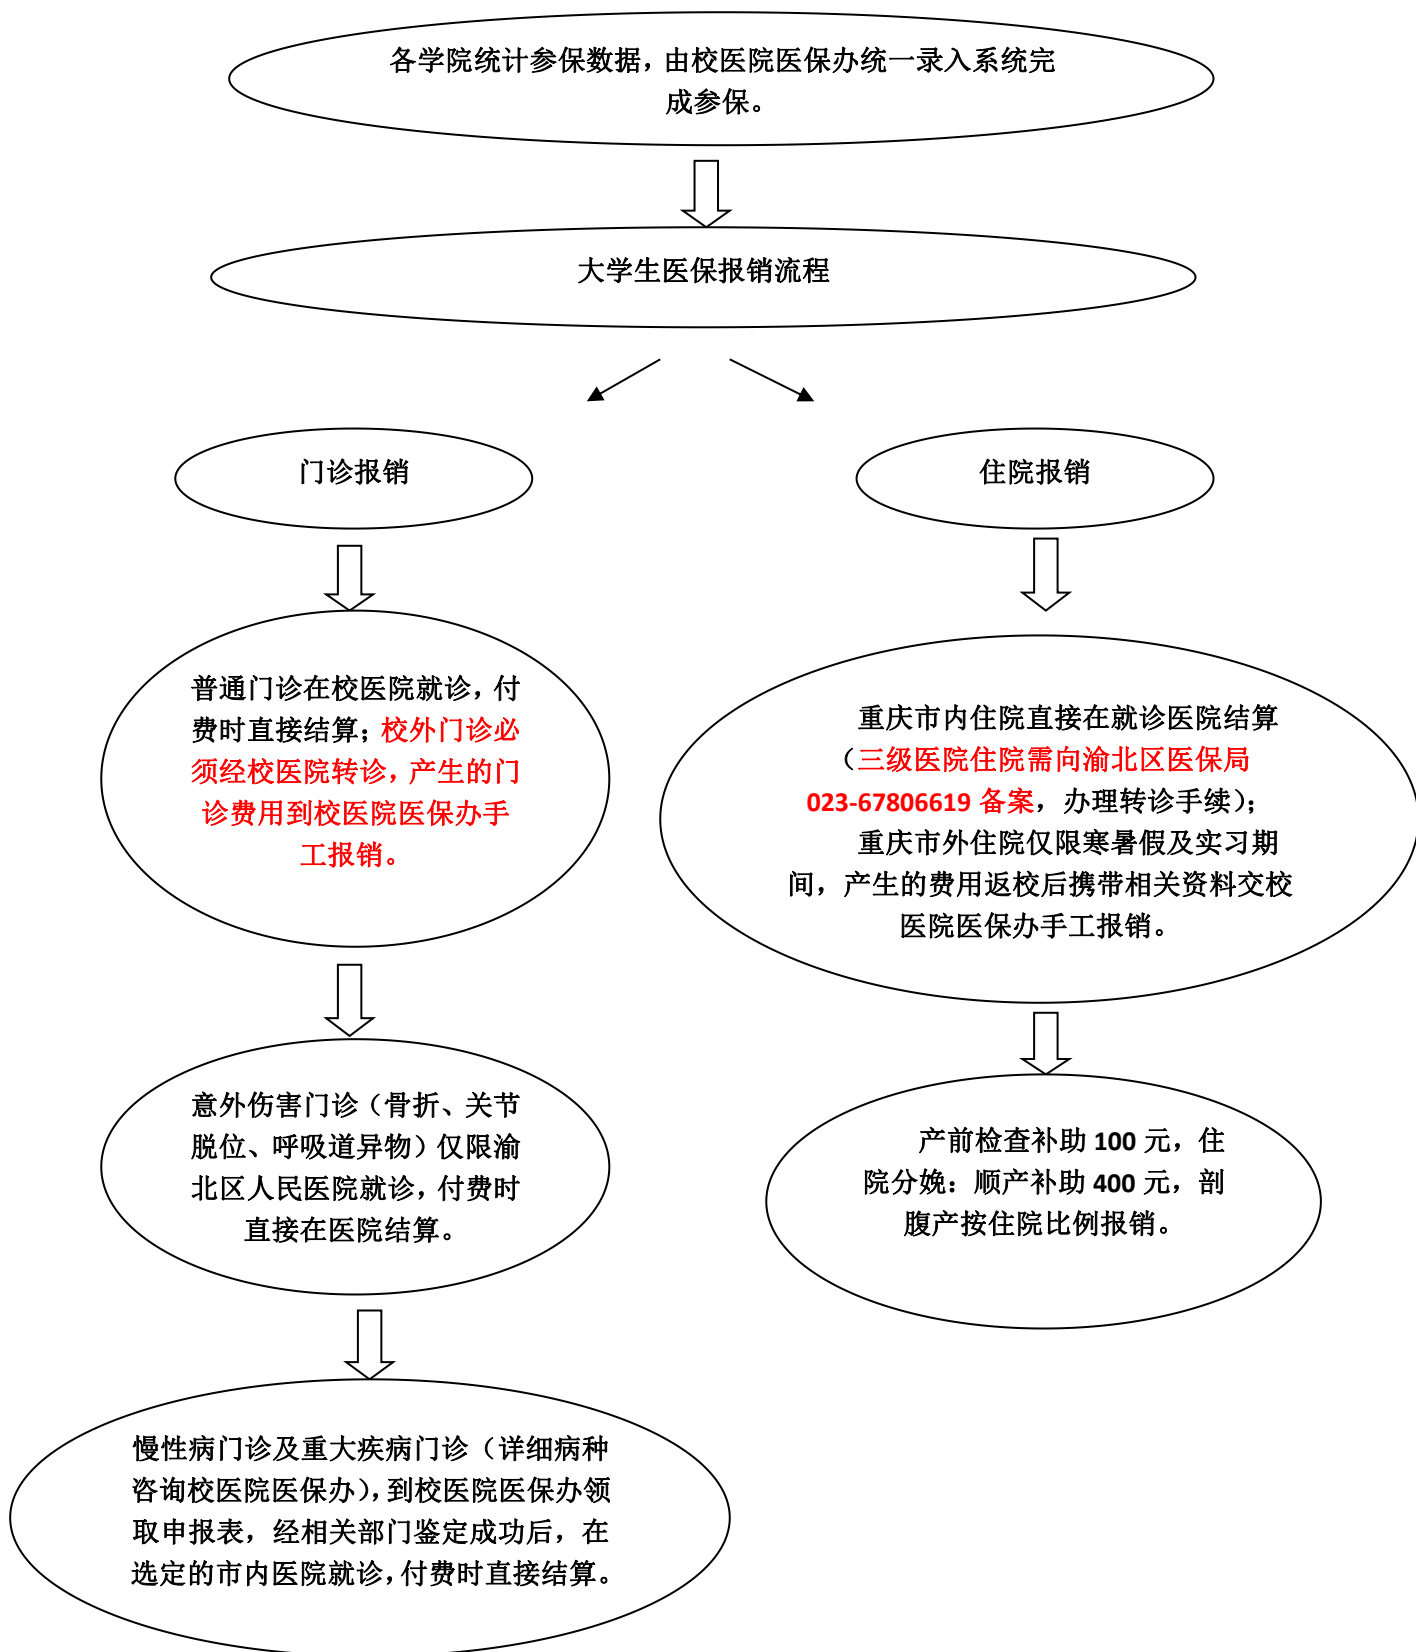 各学院统计参保数据，由校医院医保办统一录入系统完
成参保。
大学生医保报销流程
门诊报销
住院报销
普通门诊在校医院就诊，付
费时直接结算；校外门诊必
须经校医院转诊，产生的门
诊费用到校医院医保办手
工报销。
重庆市内住院直接在就诊医院结算
（三级医院住院需向渝北区医保局
023-67806619 备案，办理转诊手续）；
重庆市外住院仅限寒暑假及实习期
间，产生的费用返校后携带相关资料交校
医院医保办手工报销。
意外伤害门诊（骨折、关节
脱位、呼吸道异物）仅限渝
北区人民医院就诊，付费时
直接在医院结算。
产前检查补助 100 元，住
院分娩：顺产补助 400 元，剖
腹产按住院比例报销。
慢性病门诊及重大疾病门诊（详细病种
咨询校医院医保办），到校医院医保办领
取申报表，经相关部门鉴定成功后，在
选定的市内医院就诊，付费时直接结算。